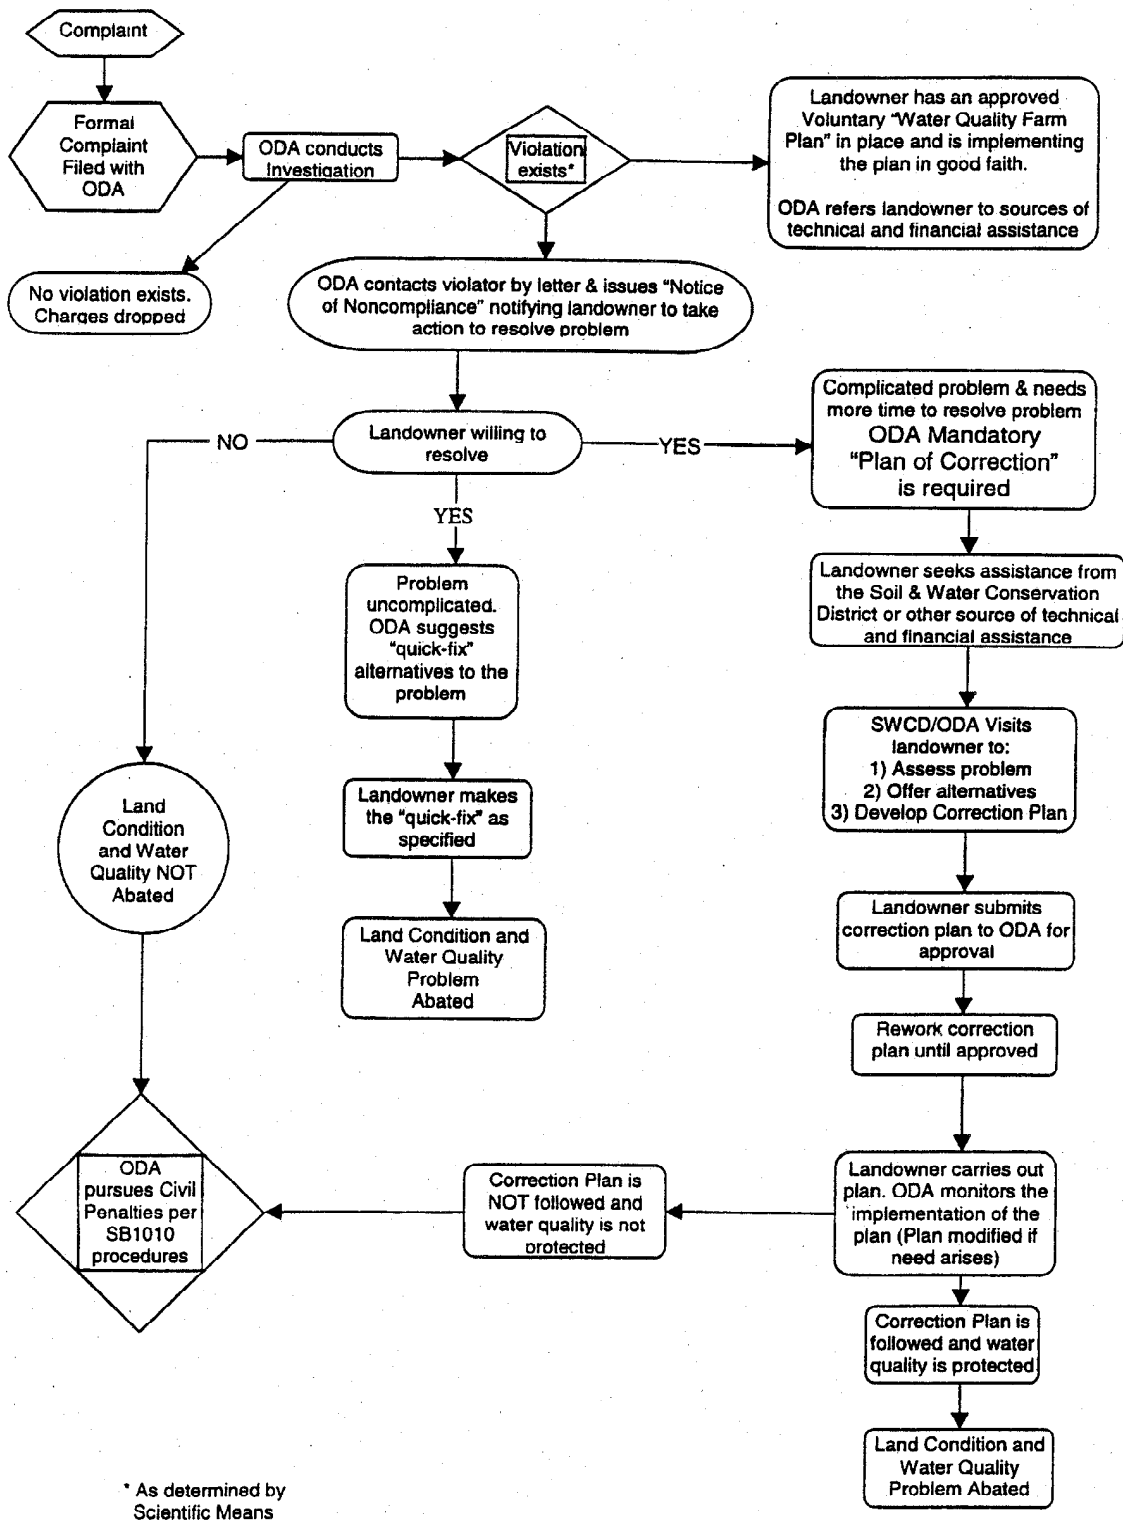 Complaint
Formal
Complaint
Filed with
ODA
ODA conducts
Investigation
Violation
exists*
Landowner has an approved
Voluntary "Water Quality Farm
Plan" in place and is implementing
the plan in good faith.
ODA refers landowner to sources of
technical and financial assistance
No violation exists.
Charges dropped
ODA contacts violator by letter & issues "Notice
of Noncompliance" notifying landowner to take
action to resolve problem
Landowner willing to
resolve
NO
YES
YES
Complicated problem & needs
more time to resolve problem
ODA Mandatory
"Plan of Correction"
is required
Problem
uncomplicated.
ODA suggests
"quick-fix"
alternatives to the
problem
Landowner seeks assistance from
the Soil & Water Conservation
District or other source of technical
and financial assistance
SWCD/ODA Visits
landowner to:
1) Assess problem
2) Offer alternatives
3) Develop Correction Plan
Land
Condition
and Water
Quality NOT
Abated
Landowner makes
the "quick-fix" as
specified
Land Condition and
Water Quality
Problem
Abated
Landowner submits
correction plan to ODA for
approval
Rework correction
plan until approved
ODA
pursues Civil
Penalties per
SB1010
procedures
Correction Plan is
NOT followed and
water quality is not
protected
Landowner carries out
plan. ODA monitors the
implementation of the
plan (Plan modified if
need arises)
Correction Plan is
followed and water
quality is protected
Land Condition and
Water Quality
Problem Abated
* As determined by
Scientific Means